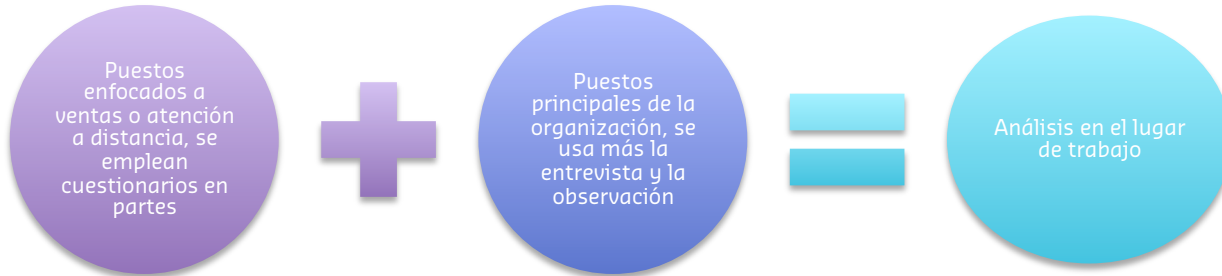 Puestos
enfocados a
ventas o atención
a distancia, se
emplean
cuestionarios en
partes
Puestos
principales de la
organización, se
usa más la
entrevista y la
observación
Análisis en el lugar
de trabajo